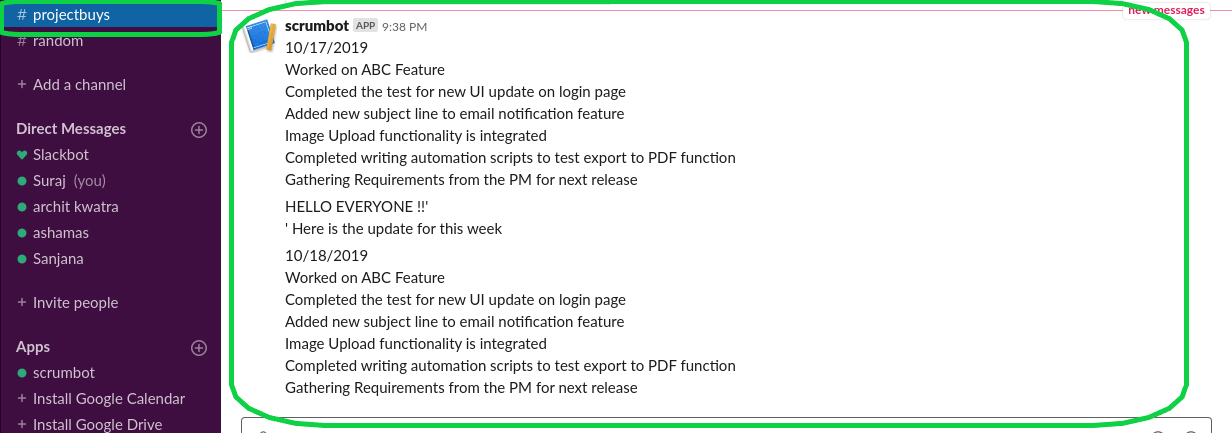 # projectbuys
# random
+ Add a channel
Direct Messages
Slackbot
Suraj (you)
archit kwatra
ashamas
Sanjana
+ Invite people
Apps
scrumbot
+ Install Google Calendar
+ Install Google Drive
new messages
scrumbot APP 9:38 PM
10/17/2019
Worked on ABC Feature
Completed the test for new UI update on login page
Added new subject line to email notification feature
Image Upload functionality is integrated
Completed writing automation scripts to test export to PDF function
Gathering Requirements from the PM for next release
HELLO EVERYONE !!'
' Here is the update for this week
10/18/2019
Worked on ABC Feature
Completed the test for new UI update on login page
Added new subject line to email notification feature
Image Upload functionality is integrated
Completed writing automation scripts to test export to PDF function
Gathering Requirements from the PM for next release